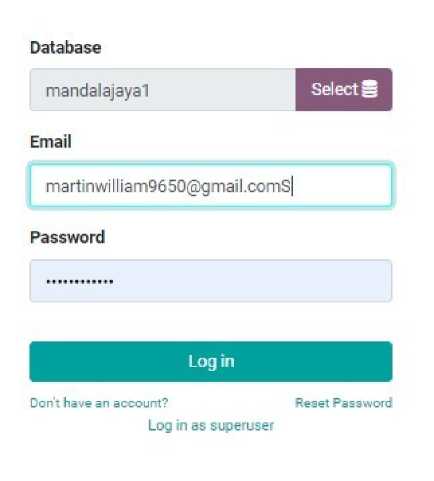 Database
mandalajaya1 Select
Email
martinwilliam9650@gmail.comS
Password
••••••••••••
Log in
Don't have an account? Reset Password
Log in as superuser